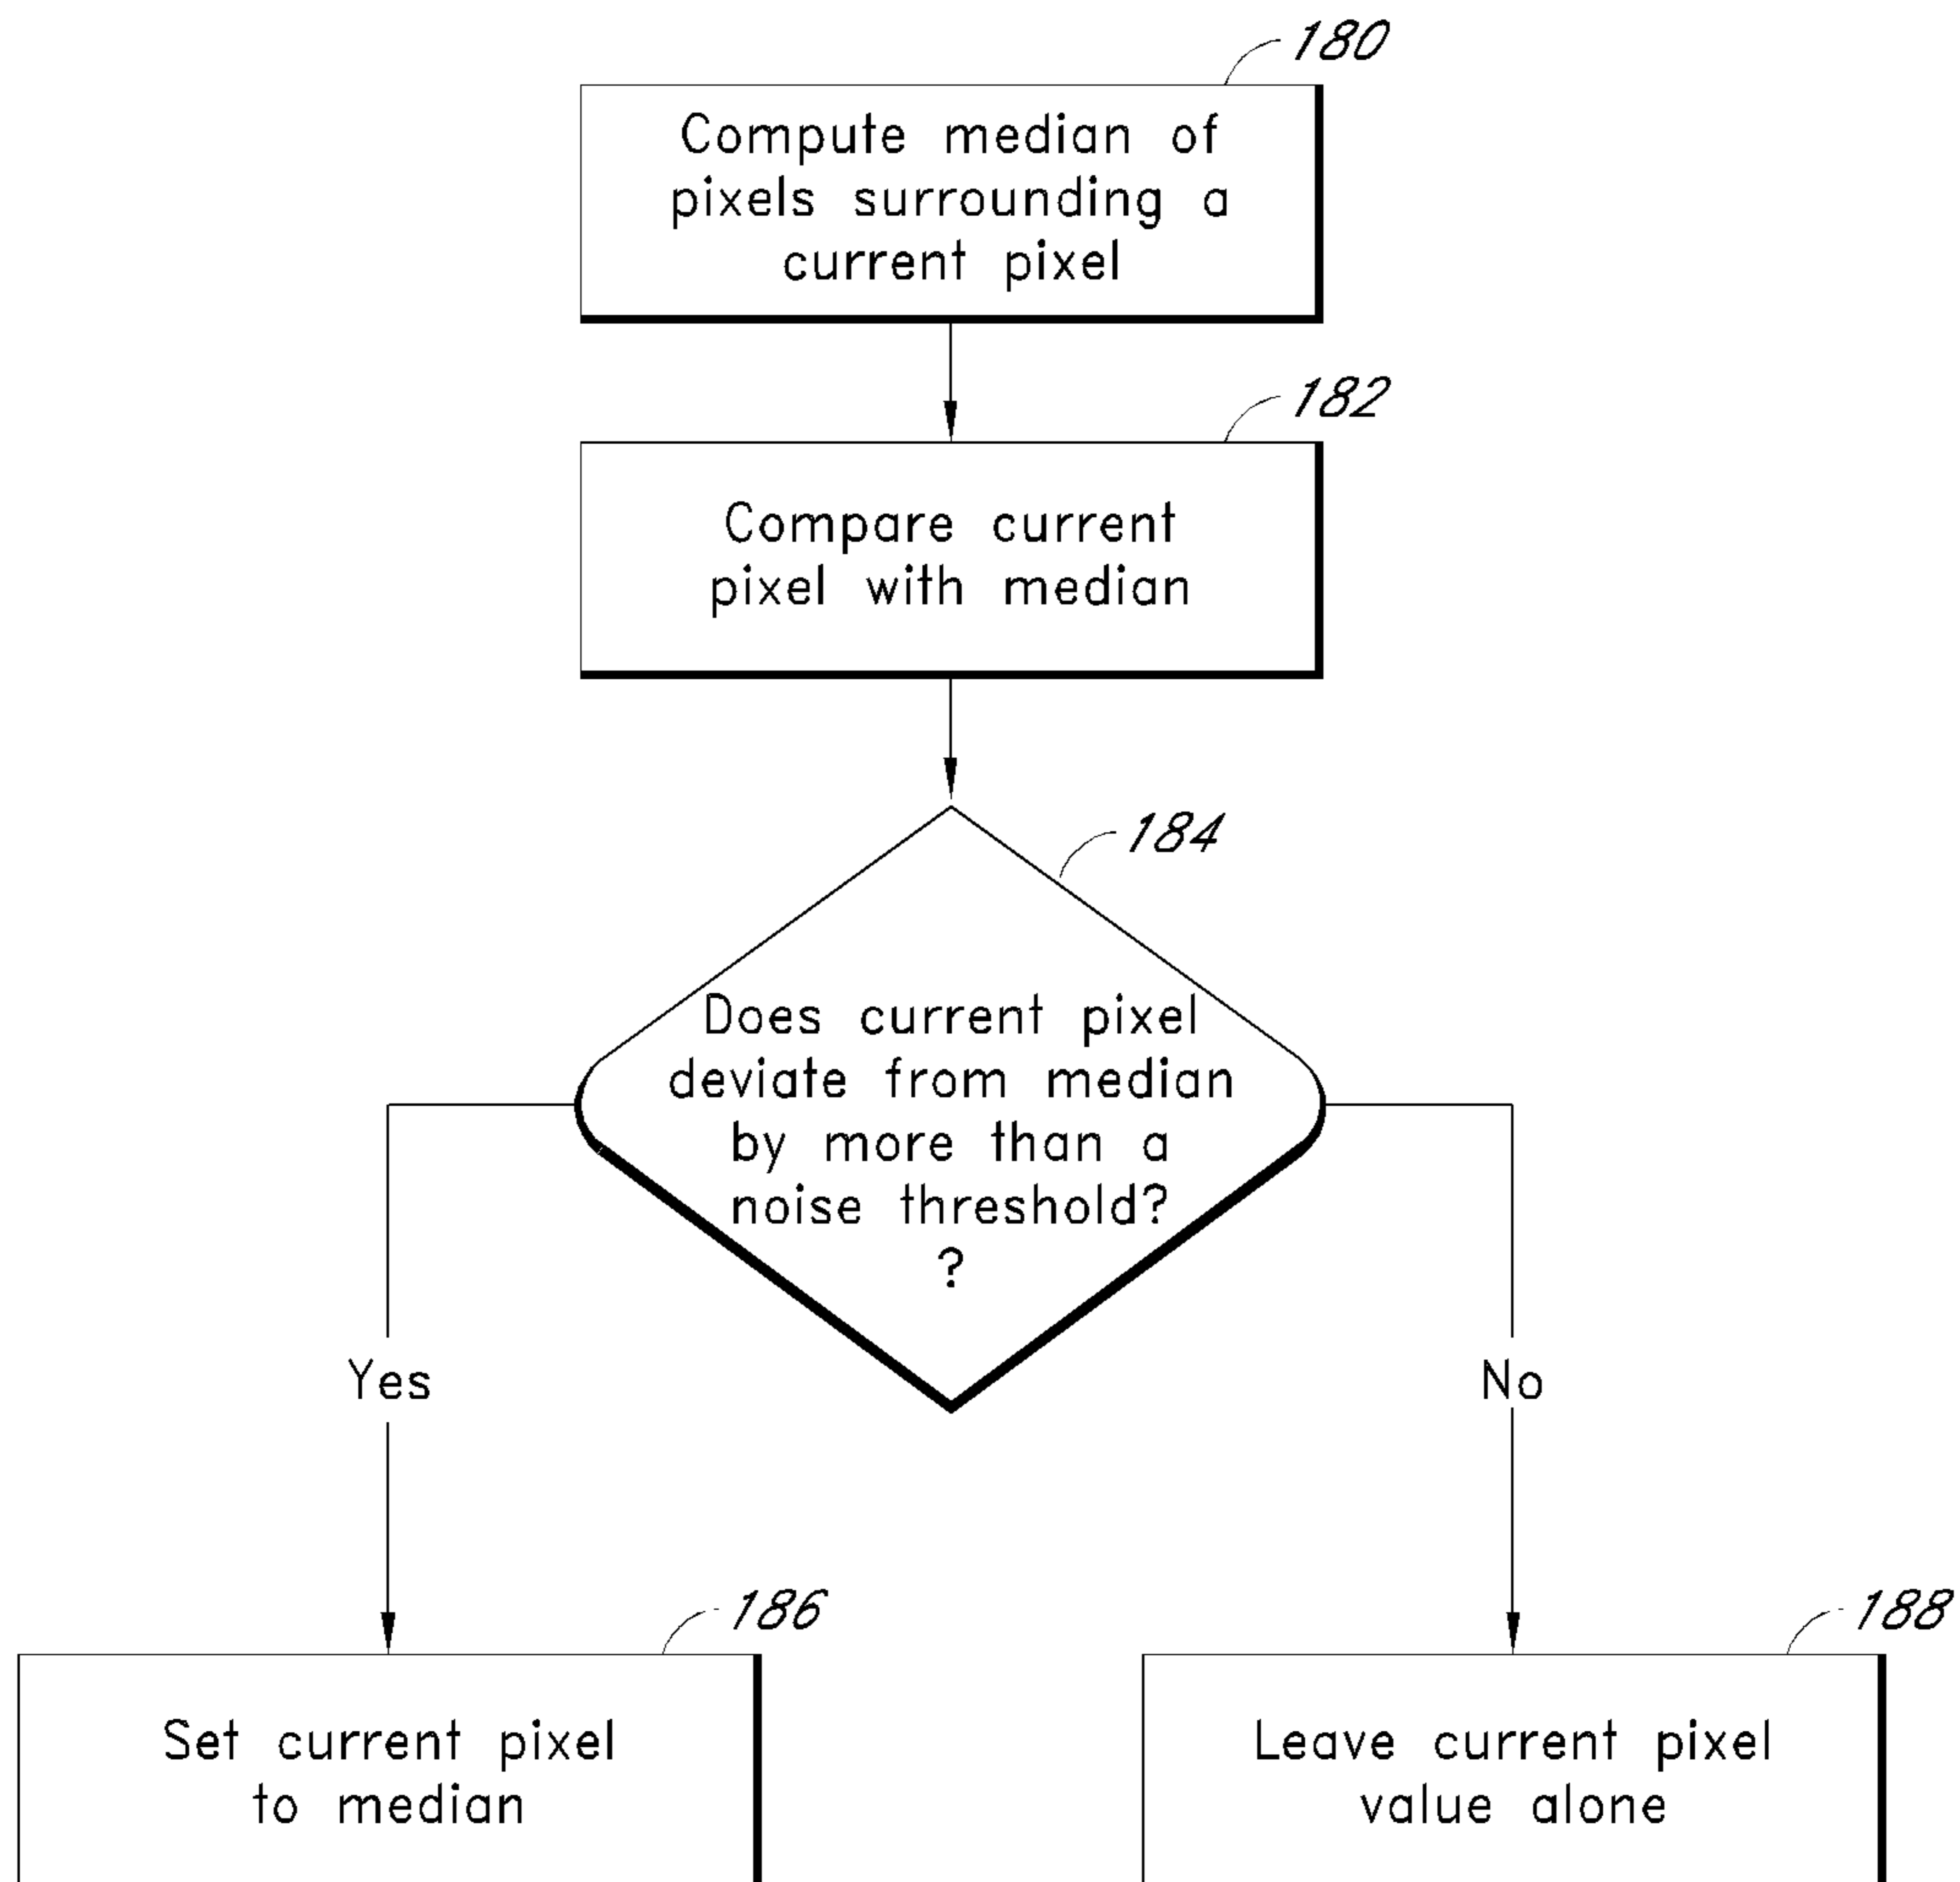 180
Compute median of
pixels surrounding a
current pixel
182
Compare current
pixel with median
184
Does current pixel
deviate from median
by more than a
noise threshold?
?
Yes
No
186
Set current pixel
to median
188
Leave current pixel
value alone